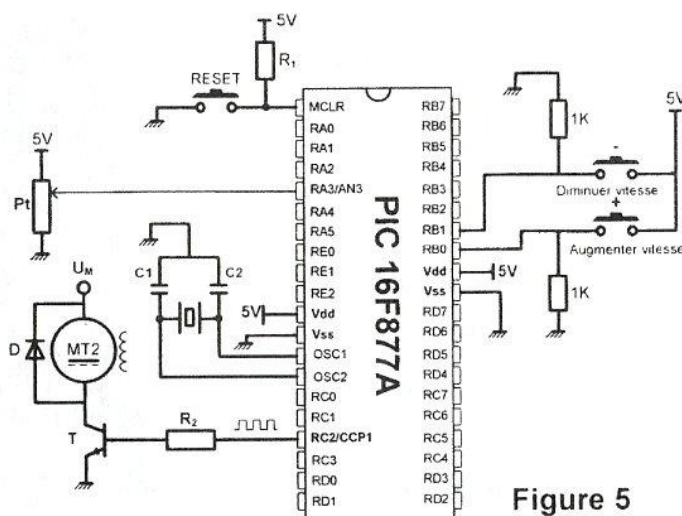 5V
R1
RESET
5V
Pt
UM
D
MT2
T
R2
C1
C2
5V
MCLR
RA0
RA1
RA2
RA3/AN3
RA4
RA5
RE0
RE1
RE2
Vdd
Vss
OSC1
OSC2
RC0
RC1
RC2/CCP1
RC3
RD0
RD1
PIC 16F877A
RB7
RB6
RB5
RB4
RB3
RB2
RB1
RB0
Vdd
Vss
RD7
RD6
RD5
RD4
RC7
RC6
RC5
RC4
RD3
RD2
5V
1K
5V
-
Diminuer vitesse
+
Augmenter vitesse
1K
Figure 5